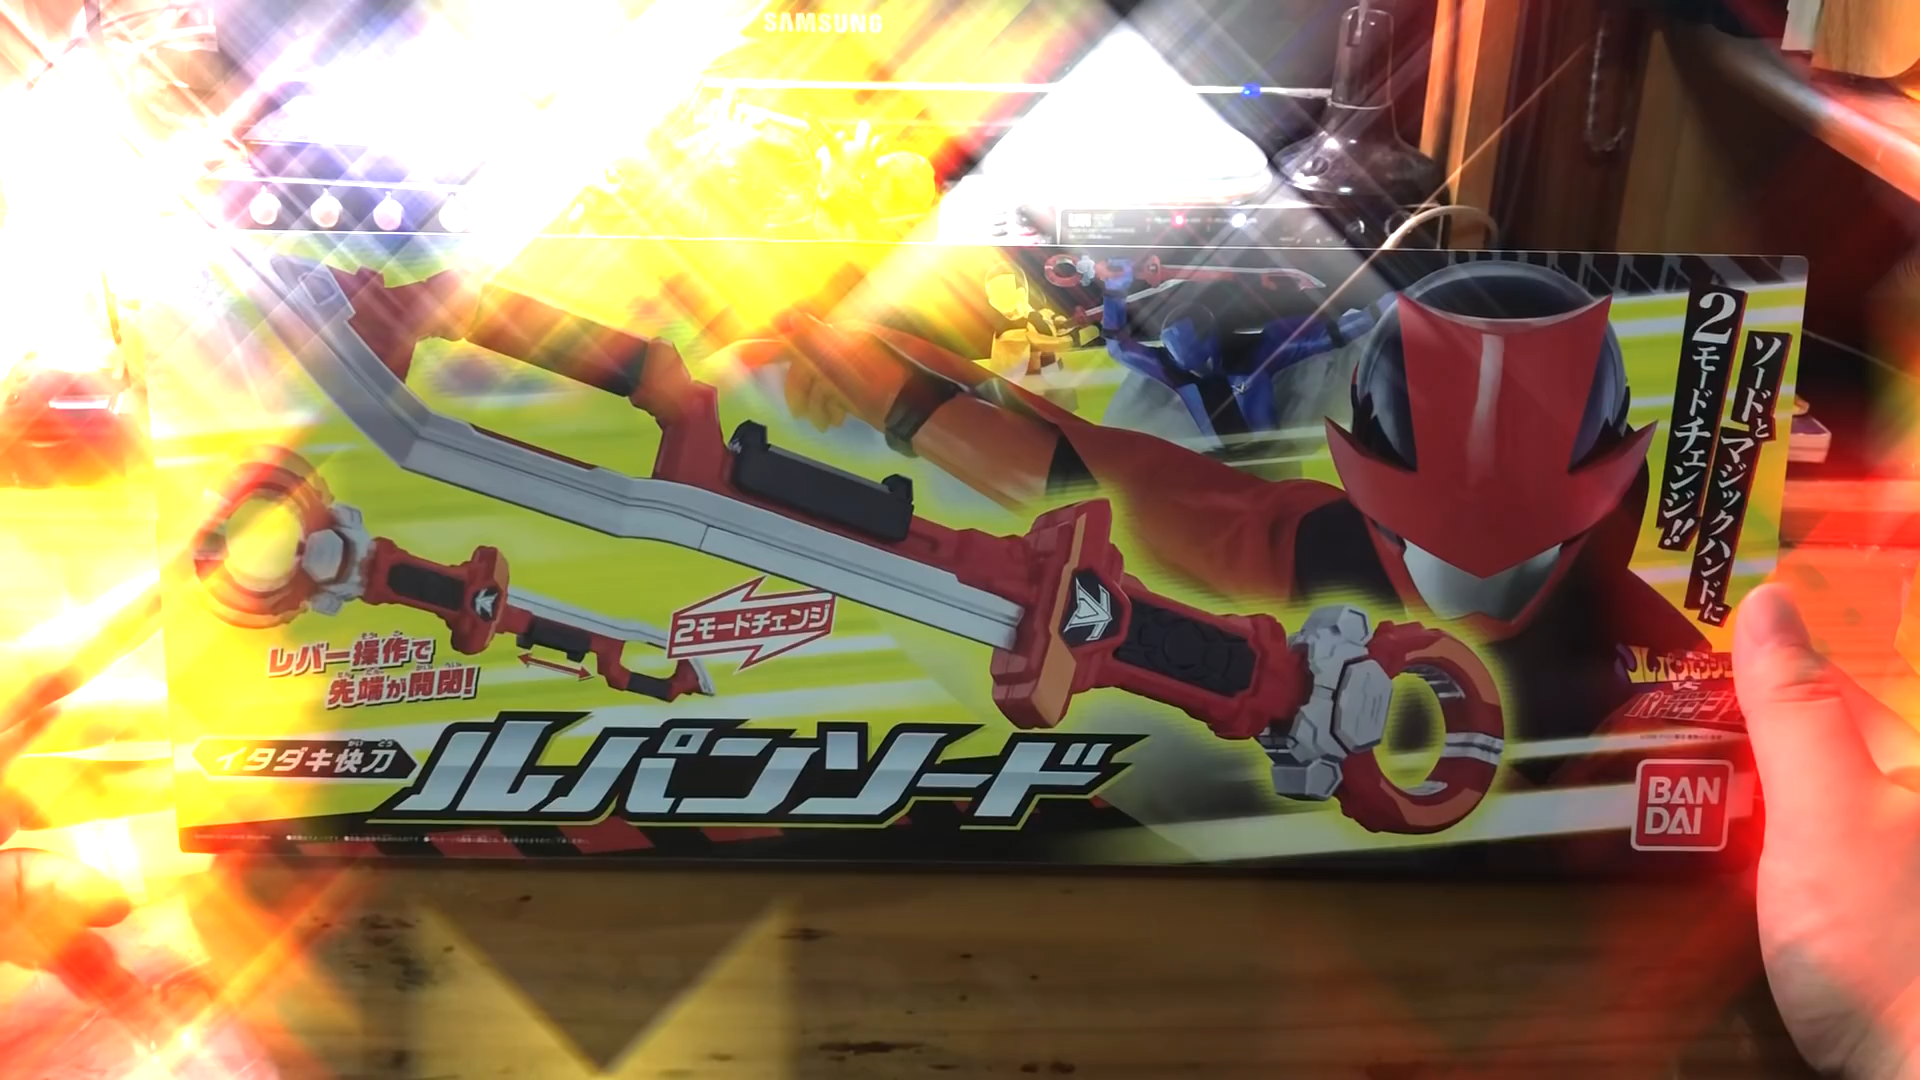 SAMSUNG
ソードとマジックハンドに
2モードチェンジ!!
2モードチェンジ
レバー操作で
先端が開閉!
イタダキ快刀
ルパンソード
BAN
DAI